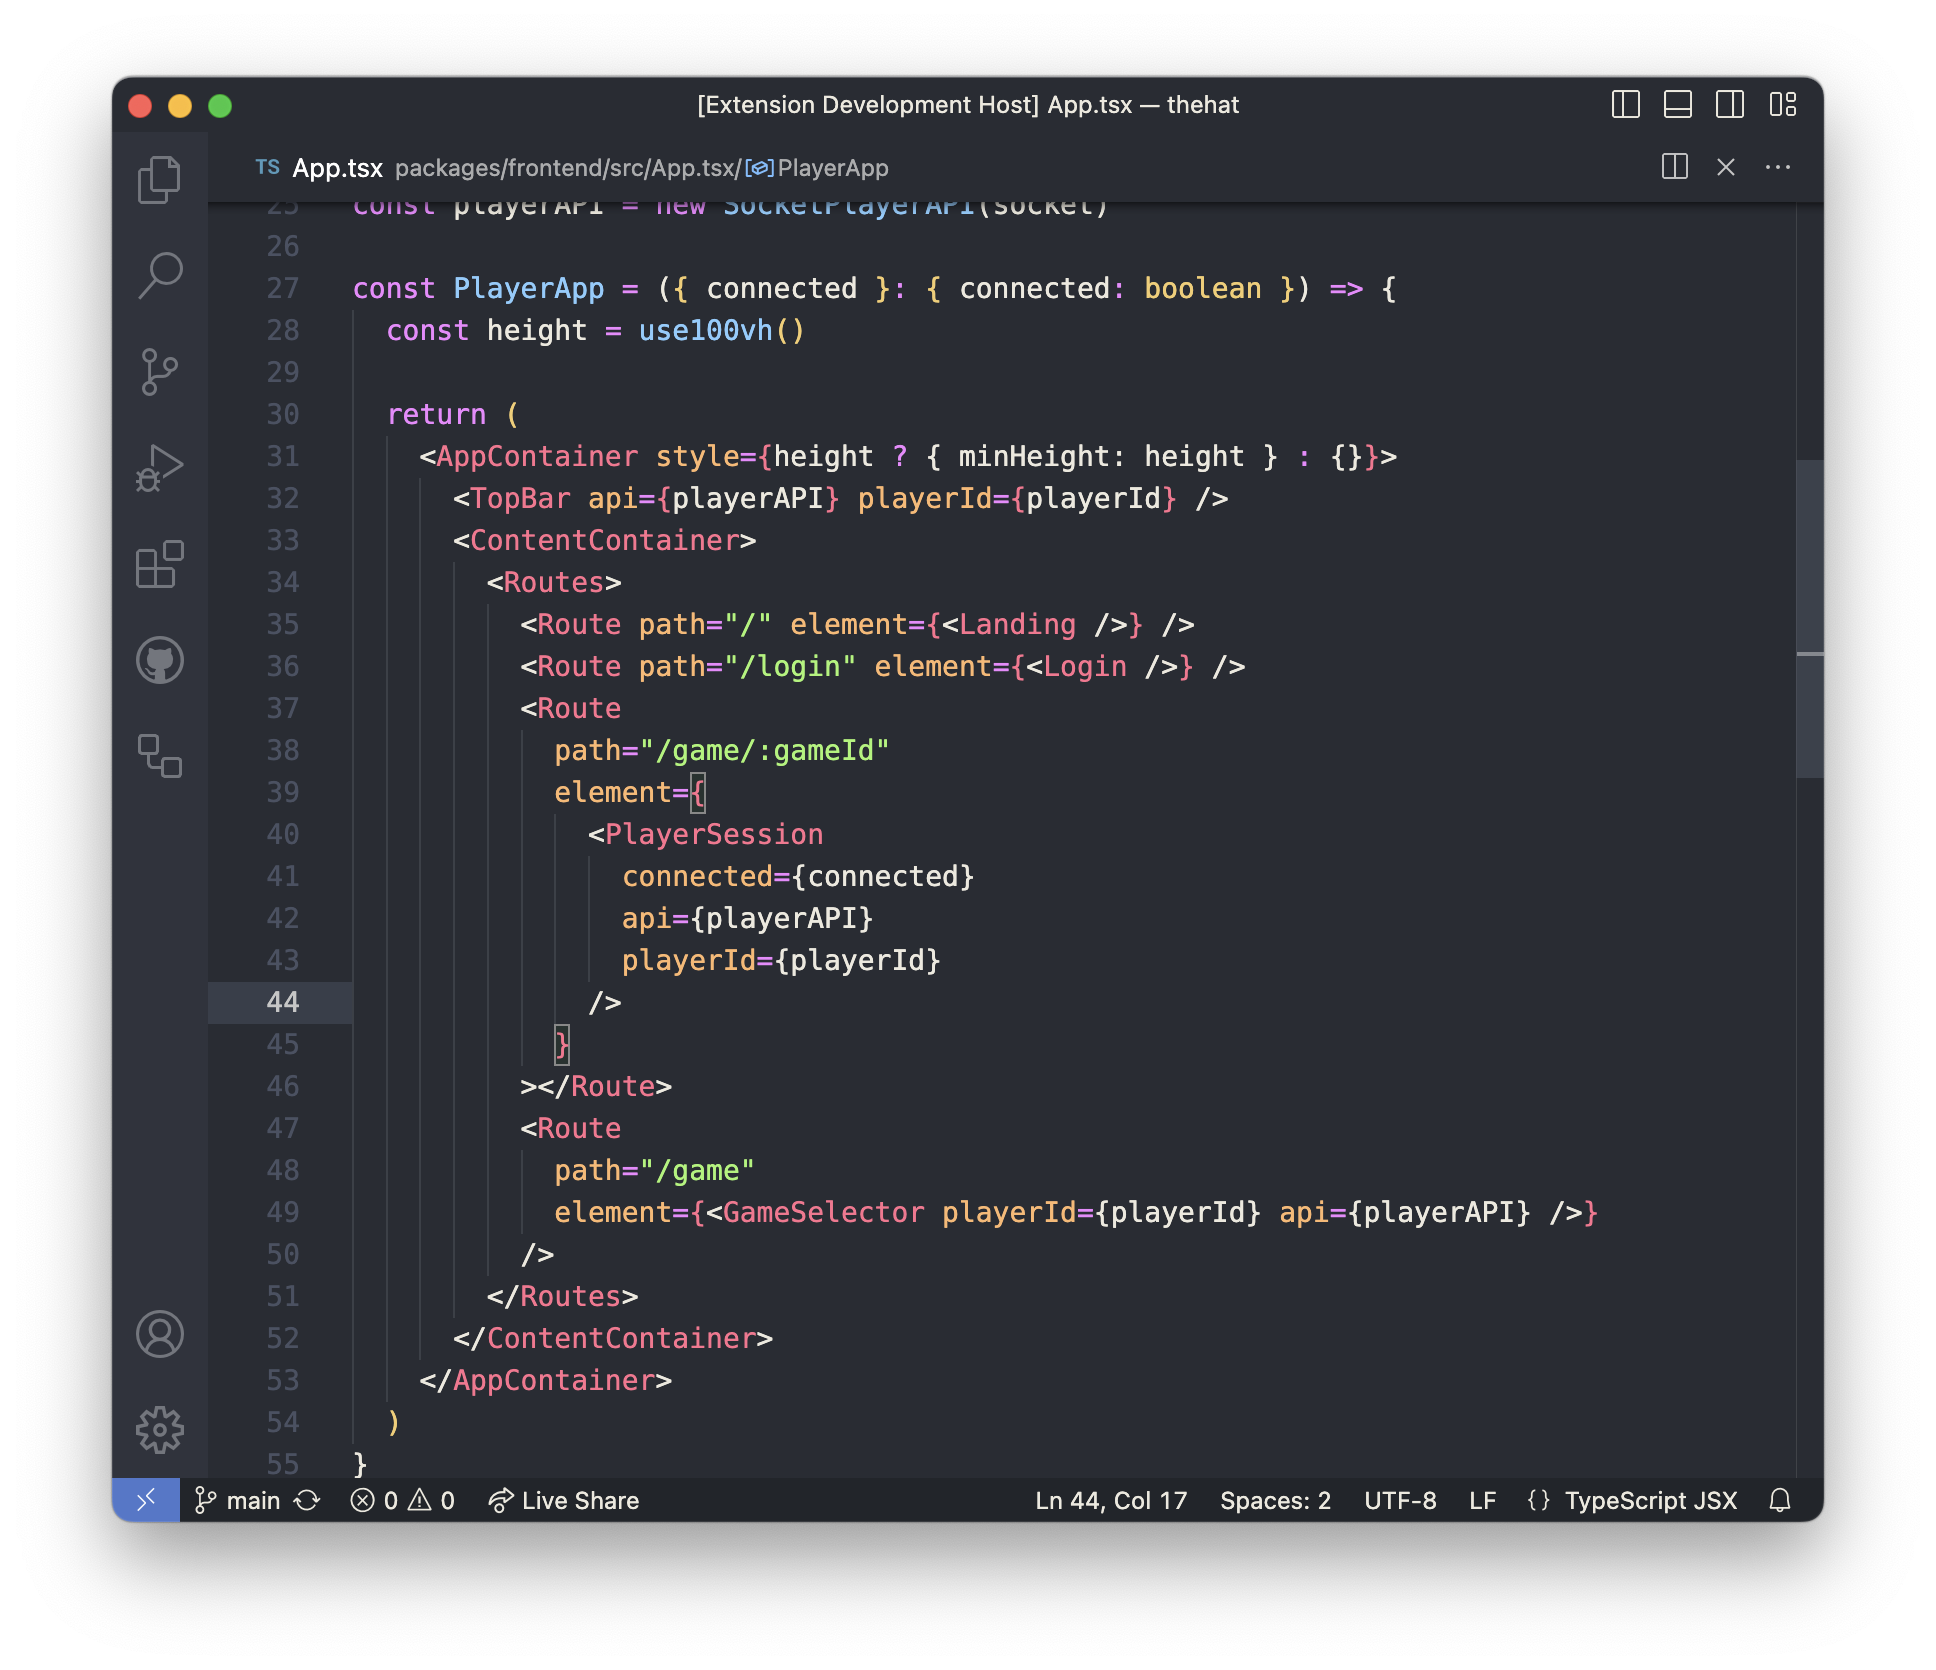 [Extension Development Host] App.tsx — thehat
TS App.tsx packages/frontend/src/App.tsx/PlayerApp
25 const playerAPI = new SocketPlayerAPI(socket)
26
27 const PlayerApp = ({ connected }: { connected: boolean }) => {
28   const height = use100vh()
29
30   return (
31     <AppContainer style={height ? { minHeight: height } : {}}>
32       <TopBar api={playerAPI} playerId={playerId} />
33       <ContentContainer>
34         <Routes>
35           <Route path="/" element={<Landing />} />
36           <Route path="/login" element={<Login />} />
37           <Route
38             path="/game/:gameId"
39             element={
40               <PlayerSession
41                 connected={connected}
42                 api={playerAPI}
43                 playerId={playerId}
44               />
45             }
46           ></Route>
47           <Route
48             path="/game"
49             element={<GameSelector playerId={playerId} api={playerAPI} />}
50           />
51         </Routes>
52       </ContentContainer>
53     </AppContainer>
54   )
55 }
main 0 0 Live Share Ln 44, Col 17 Spaces: 2 UTF-8 LF {} TypeScript JSX